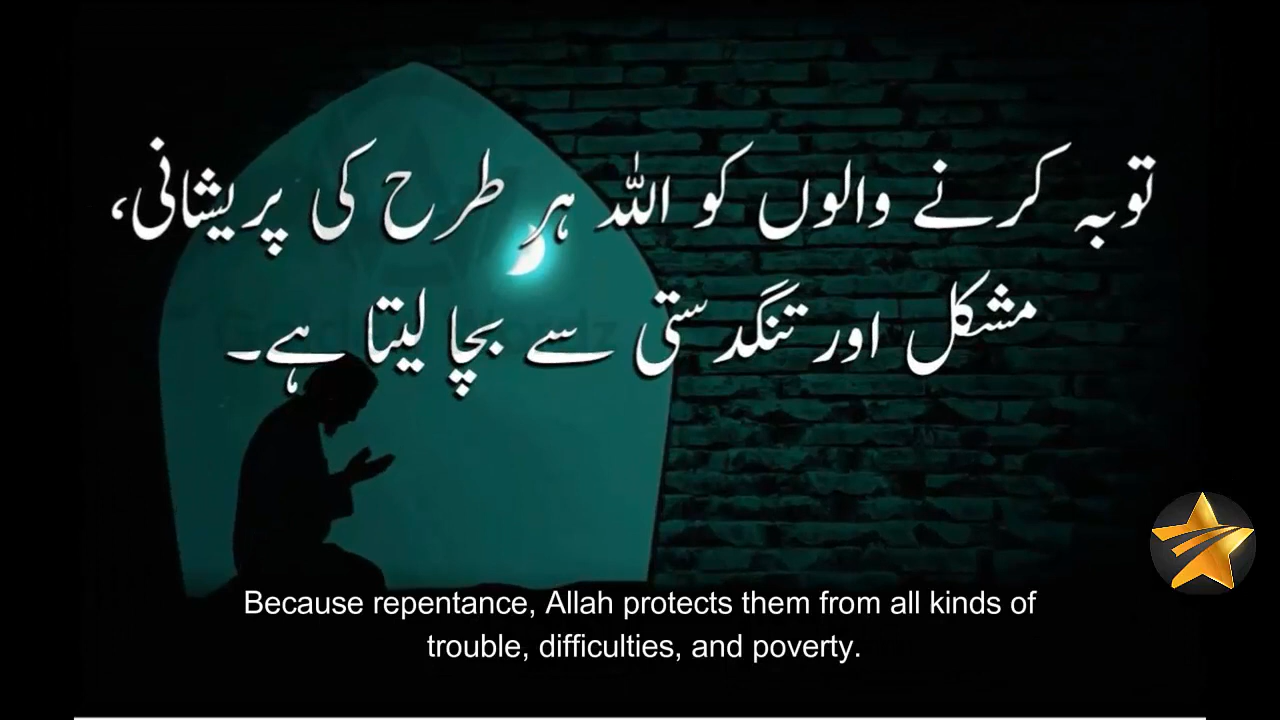 توبہ کرنے والوں کو اللہ ہر طرح کی پریشانی،
مشکل اور تنگدستی سے بچا لیتا ہے۔
Because repentance, Allah protects them from all kinds of
trouble, difficulties, and poverty.